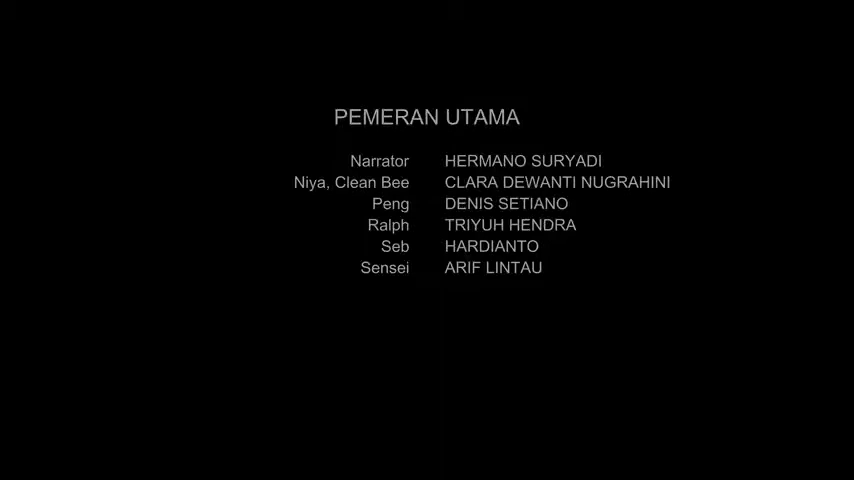 PEMERAN UTAMA
Narrator HERMANO SURYADI
Niya, Clean Bee CLARA DEWANTI NUGRAHINI
Peng DENIS SETIANO
Ralph TRIYUH HENDRA
Seb HARDIANTO
Sensei ARIF LINTAU